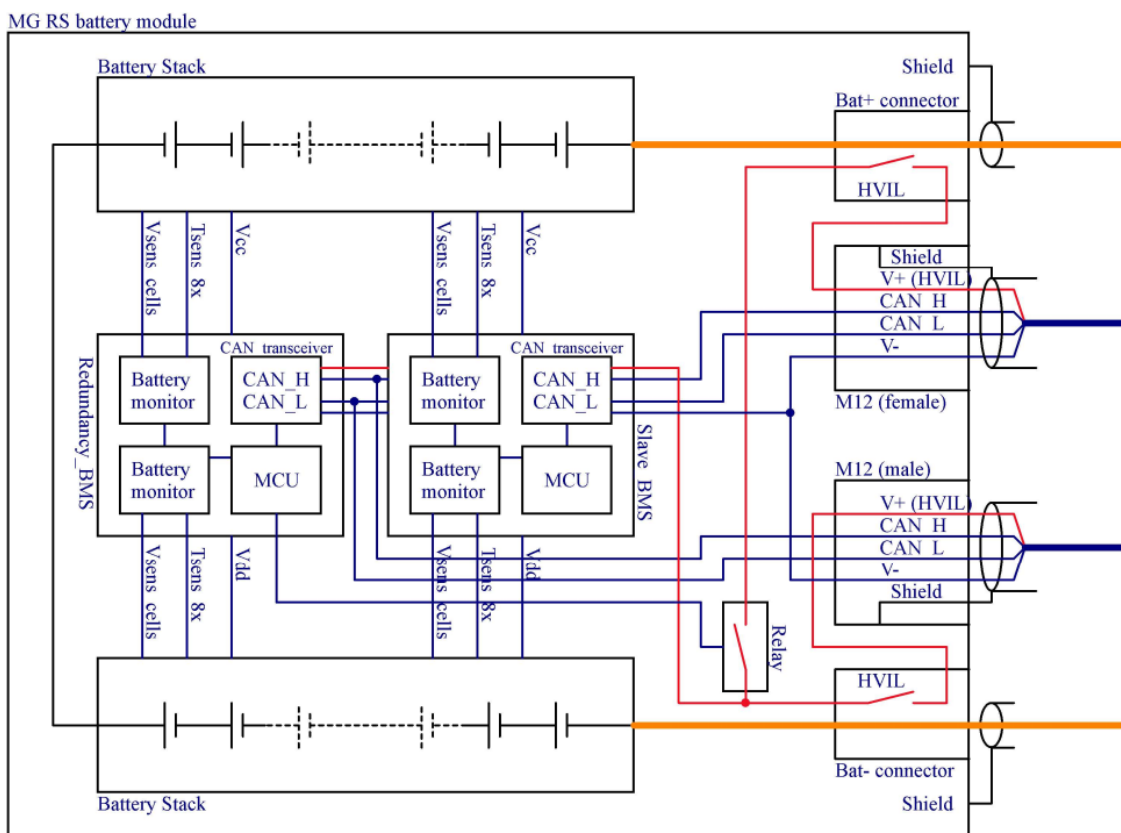 MG RS battery module
Battery Stack
Shield
Bat+ connector
HVIL
Vsens cells
Tsens 8x
Vcc
Vsens cells
Tsens 8x
Vcc
Shield
V+ (HVIL)
CAN_H
CAN_L
V-
M12 (female)
Redundancy_BMS
Battery
monitor
CAN transceiver
CAN_H
CAN_L
Battery
monitor
MCU
Slave BMS
Battery
monitor
CAN transceiver
CAN_H
CAN_L
Battery
monitor
MCU
M12 (male)
V+ (HVIL)
CAN_H
CAN_L
V-
Shield
Vsens cells
Tsens 8x
Vdd
Vsens cells
Tsens 8x
Vdd
Relay
HVIL
Bat- connector
Battery Stack
Shield